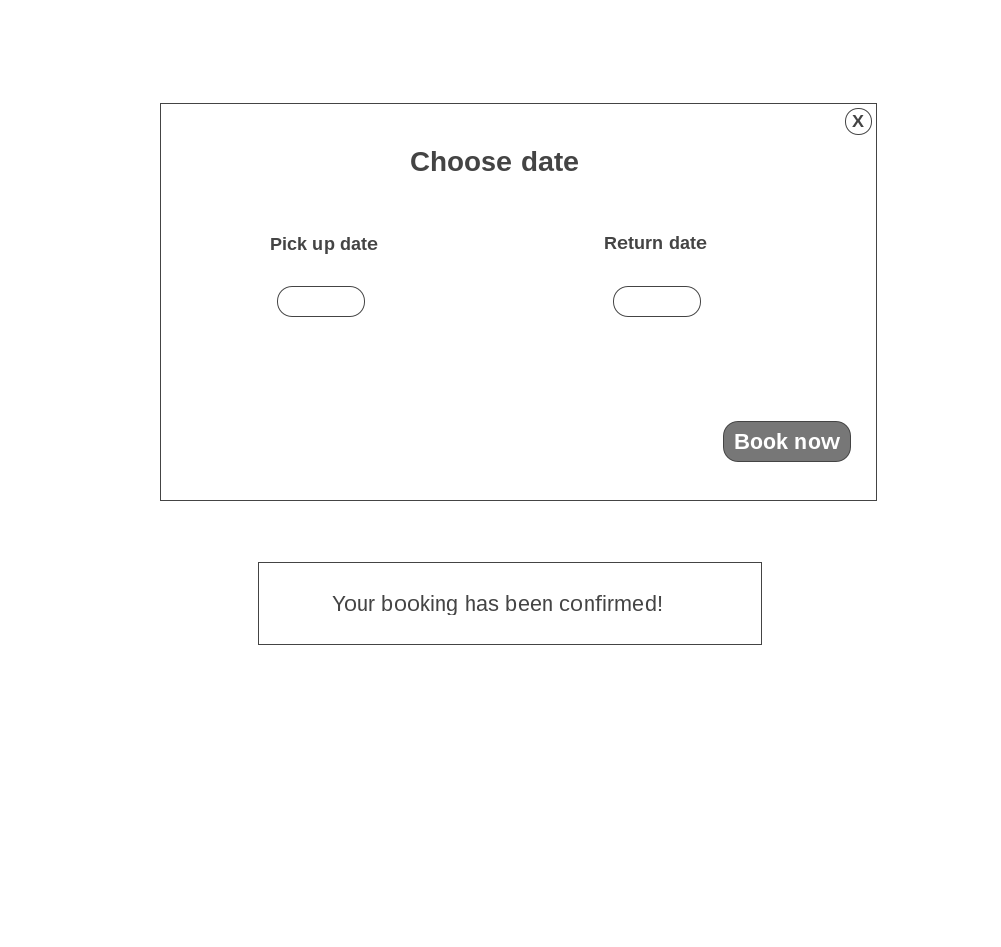 X
Choose date
Pick up date
Return date
Book now
Your booking has been confirmed!